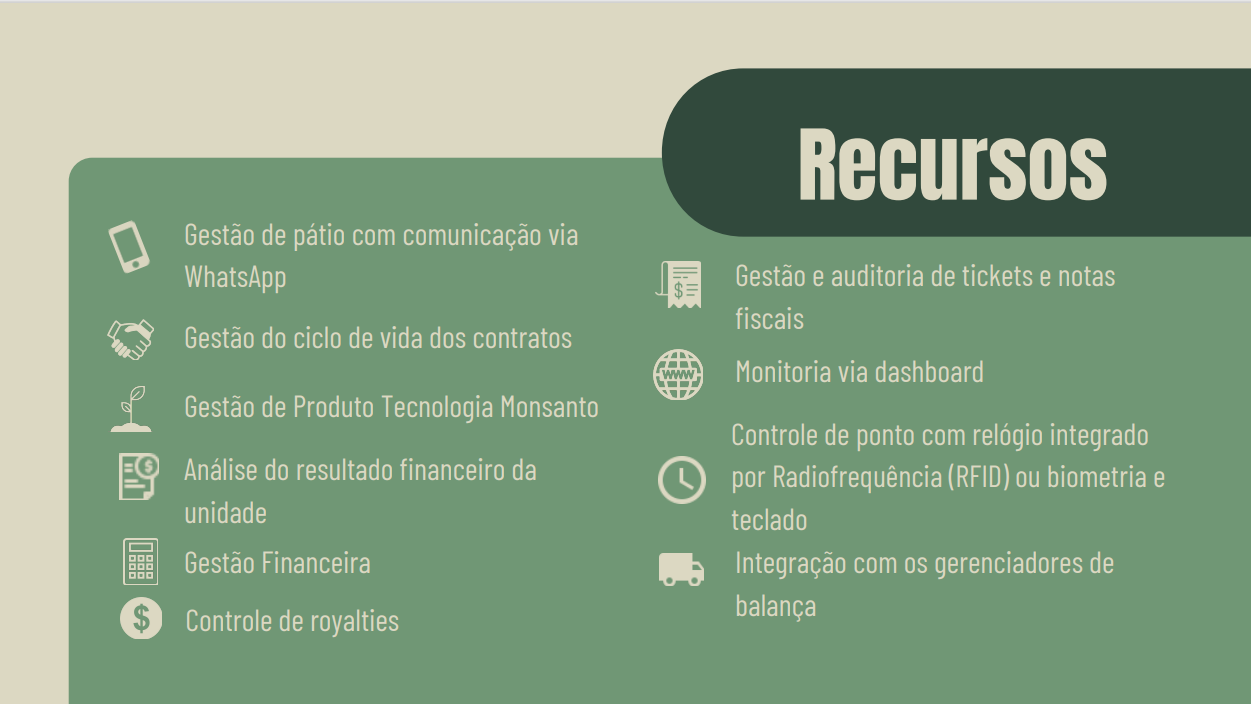 Recursos
Gestão de pátio com comunicação via
WhatsApp
Gestão do ciclo de vida dos contratos
Gestão de Produto Tecnologia Monsanto
$
Análise do resultado financeiro da
unidade
Gestão Financeira
$
Controle de royalties
$
Gestão e auditoria de tickets e notas
fiscais
WWW
Monitoria via dashboard
Controle de ponto com relógio integrado
por Radiofrequência (RFID) ou biometria e
teclado
Integração com os gerenciadores de
balança